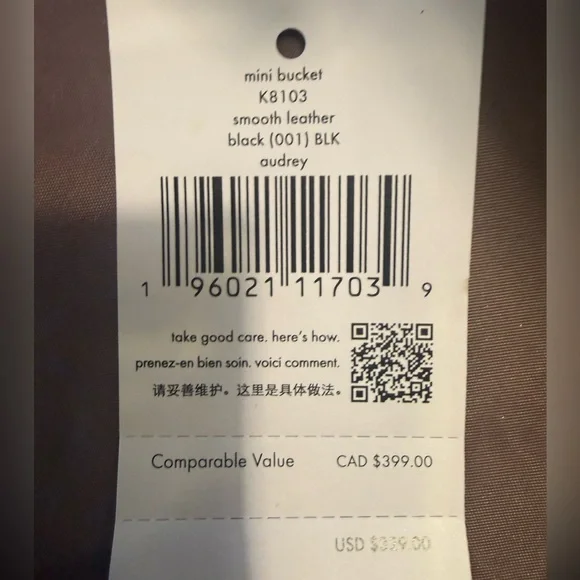 mini bucket
K8103
smooth leather
black (001) BLK
audrey
1 96021 11703 9
take good care. here's how.
prenez-en bien soin. voici comment.
请妥善维护。这里是具体做法。
Comparable Value CAD $399.00
USD $359.00